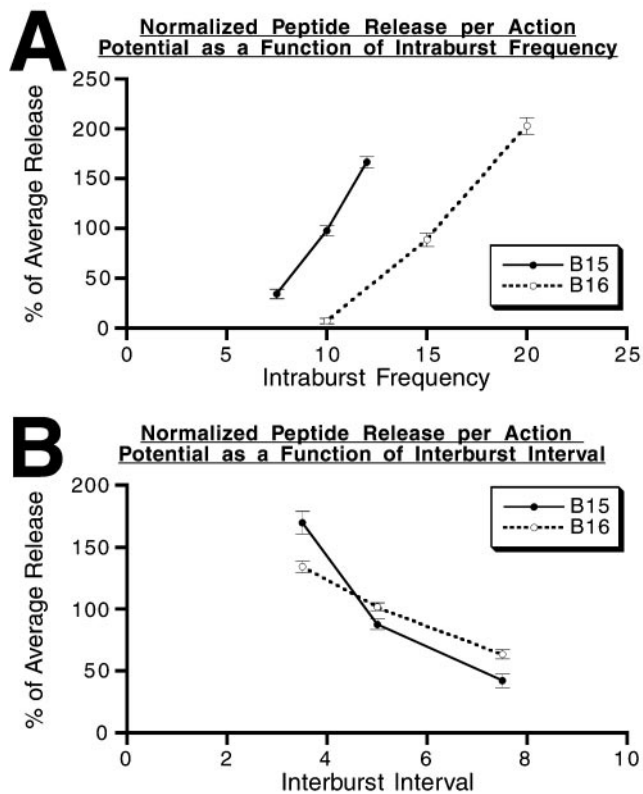 A
Normalized Peptide Release per Action
Potential as a Function of Intraburst Frequency
% of Average Release
250
200
150
100
50
0
B15
B16
0 5 10 15 20 25
Intraburst Frequency
B
Normalized Peptide Release per Action
Potential as a Function of Interburst Interval
% of Average Release
200
150
100
50
0
B15
B16
0 2 4 6 8 10
Interburst Interval